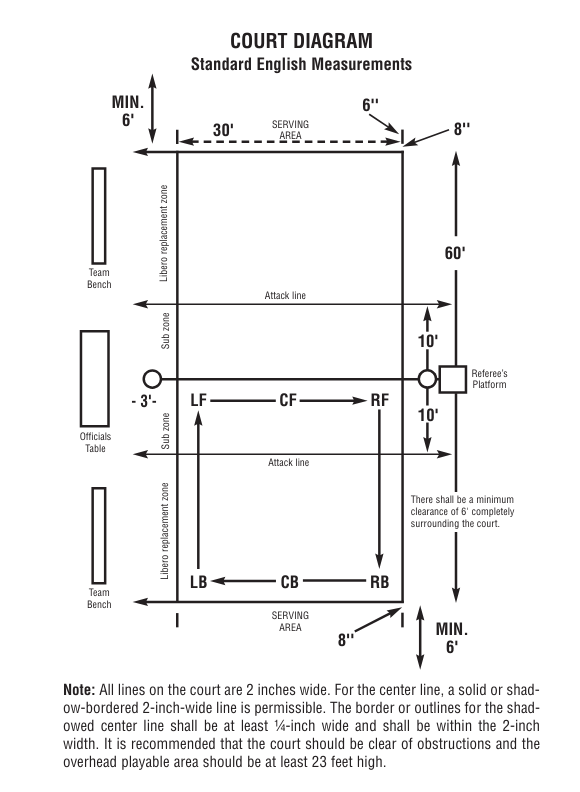 COURT DIAGRAM
Standard English Measurements
MIN.
6'
30'
SERVING
AREA
6''
8''
Libero replacement zone
60'
Team
Bench
Attack line
Sub zone
10'
Referee's
Platform
- 3'-
LF
CF
RF
10'
Officials
Table
Sub zone
Attack line
Libero replacement zone
There shall be a minimum
clearance of 6' completely
surrounding the court.
LB
CB
RB
Team
Bench
SERVING
AREA
8''
MIN.
6'
Note: All lines on the court are 2 inches wide. For the center line, a solid or shad-
ow-bordered 2-inch-wide line is permissible. The border or outlines for the shad-
owed center line shall be at least ¼-inch wide and shall be within the 2-inch
width. It is recommended that the court should be clear of obstructions and the
overhead playable area should be at least 23 feet high.